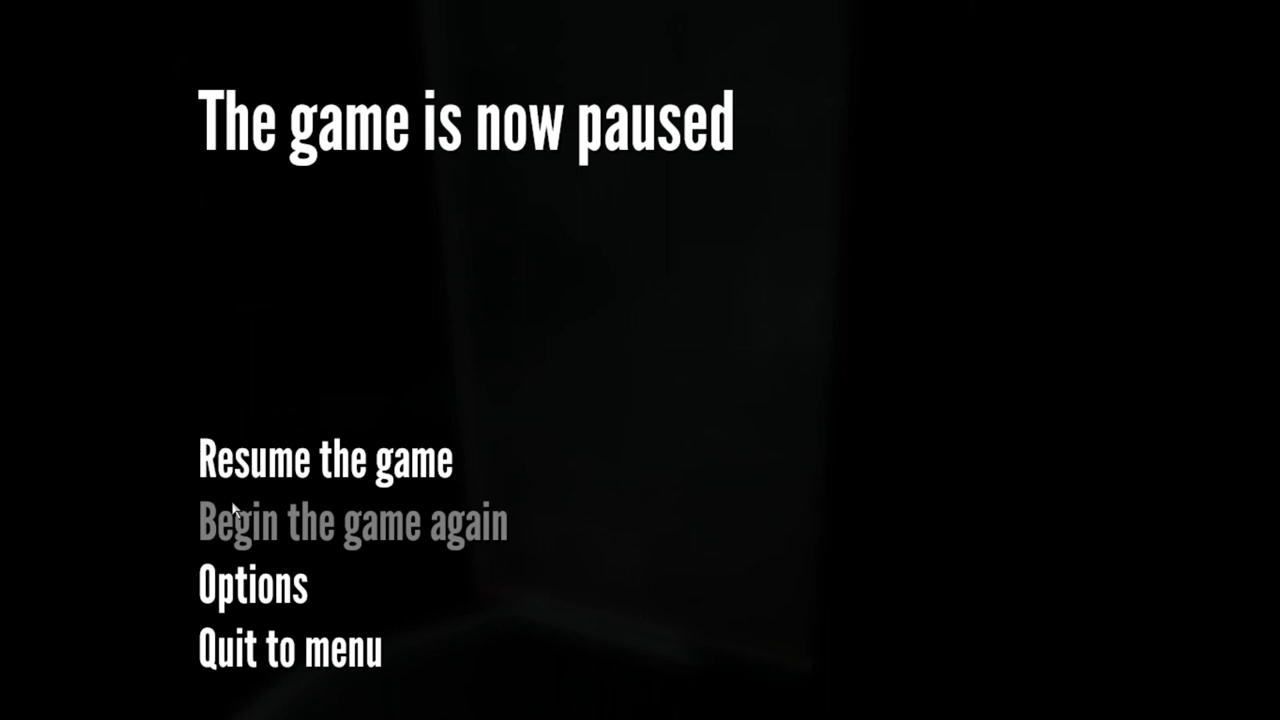 The game is now paused
Resume the game
Begin the game again
Options
Quit to menu